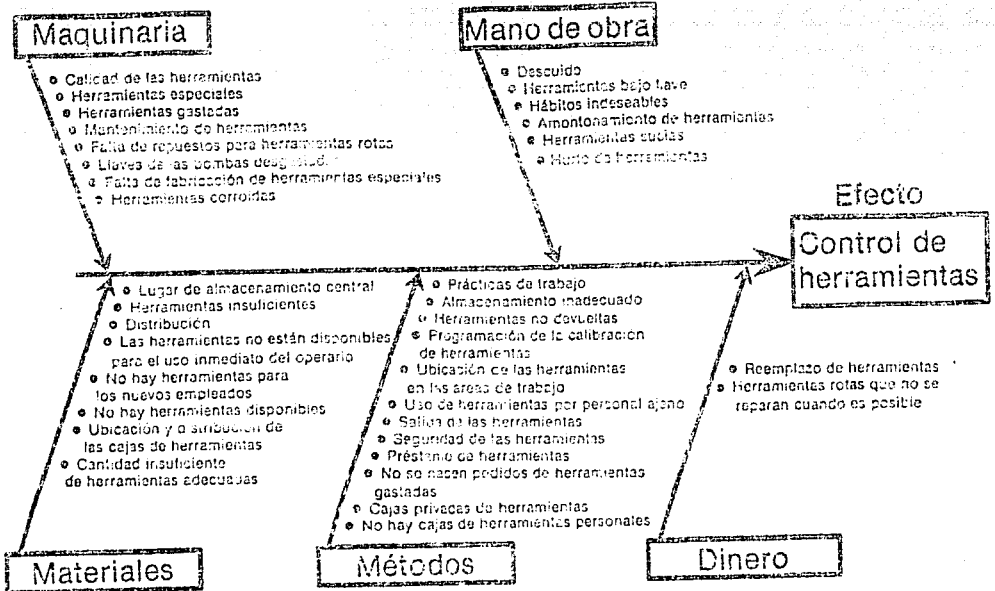 Maquinaria
Calidad de las herramientas
Herramientas especiales
Herramientas gastadas
Mantenimiento de herramientas
Falta de repuestos para herramientas rotas
Llaves de las bombas desgastadas
Falta de fabricación de herramientas especiales
Herramientas corroidas
Mano de obra
Descuido
Herramientas bajo llave
Hábitos indeseables
Amontonamiento de herramientas
Herramientas sucias
Hurto de herramientas
Efecto
Control de
herramientas
Lugar de almacenamiento central
Herramientas insuficientes
Distribución
Las herramientas no están disponibles
para el uso inmediato del operario
No hay herramientas para
los nuevos empleados
No hay herramientas disponibles
Ubicación y distribución de
las cajas de herramientas
Cantidad insuficiente
de herramientas adecuadas
Materiales
Prácticas de trabajo
Almacenamiento inadecuado
Herramientas no devueltas
Programación de la calibración
de herramientas
Ubicación de las herramientas
en las areas de trabajo
Uso de herramientas por personal ajeno
Salida de las herramientas
Seguridad de las herramientas
Préstamo de herramientas
No se hacen pedidos de herramientas
gastadas
Cajas privadas de herramientas
No hay cajas de herramientas personales
Métodos
Reemplazo de herramientas
Herramientas rotas que no se
reparan cuando es posible
Dinero